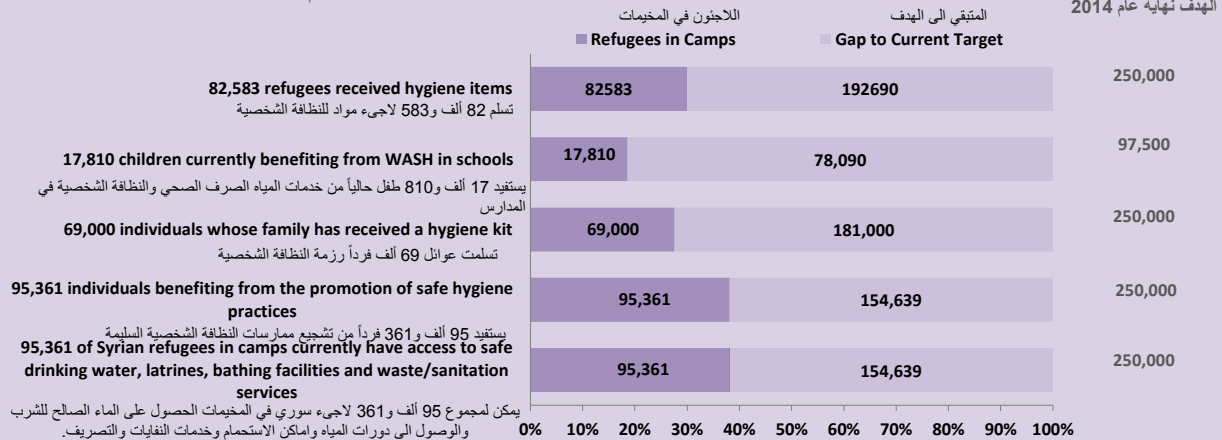 اللاجئون في المخيمات
المتبقي الى الهدف
الهدف نهاية عام 2014
Refugees in Camps
Gap to Current Target
82,583 refugees received hygiene items
تسلم 82 ألف و583 لاجىء مواد للنظافة الشخصية
82583
192690
250,000
17,810 children currently benefiting from WASH in schools
يستفيد 17 ألف و810 طفل حالياً من خدمات المياه الصرف الصحي والنظافة الشخصية في
المدارس
17,810
78,090
97,500
69,000 individuals whose family has received a hygiene kit
تسلمت عوائل 69 ألف فرداً رزمة النظافة الشخصية
69,000
181,000
250,000
95,361 individuals benefiting from the promotion of safe hygiene
practices
يستفيد 95 ألف و361 فرداً من تشجيع ممارسات النظافة الشخصية السليمة
95,361
154,639
250,000
95,361 of Syrian refugees in camps currently have access to safe
drinking water, latrines, bathing facilities and waste/sanitation
services
يمكن لمجموع 95 ألف و361 لاجىء سوري في المخيمات الحصول على الماء الصالح للشرب
والوصول الى دورات المياه واماكن الاستحمام وخدمات النفايات والتصريف.
95,361
154,639
250,000
0% 10% 20% 30% 40% 50% 60% 70% 80% 90% 100%